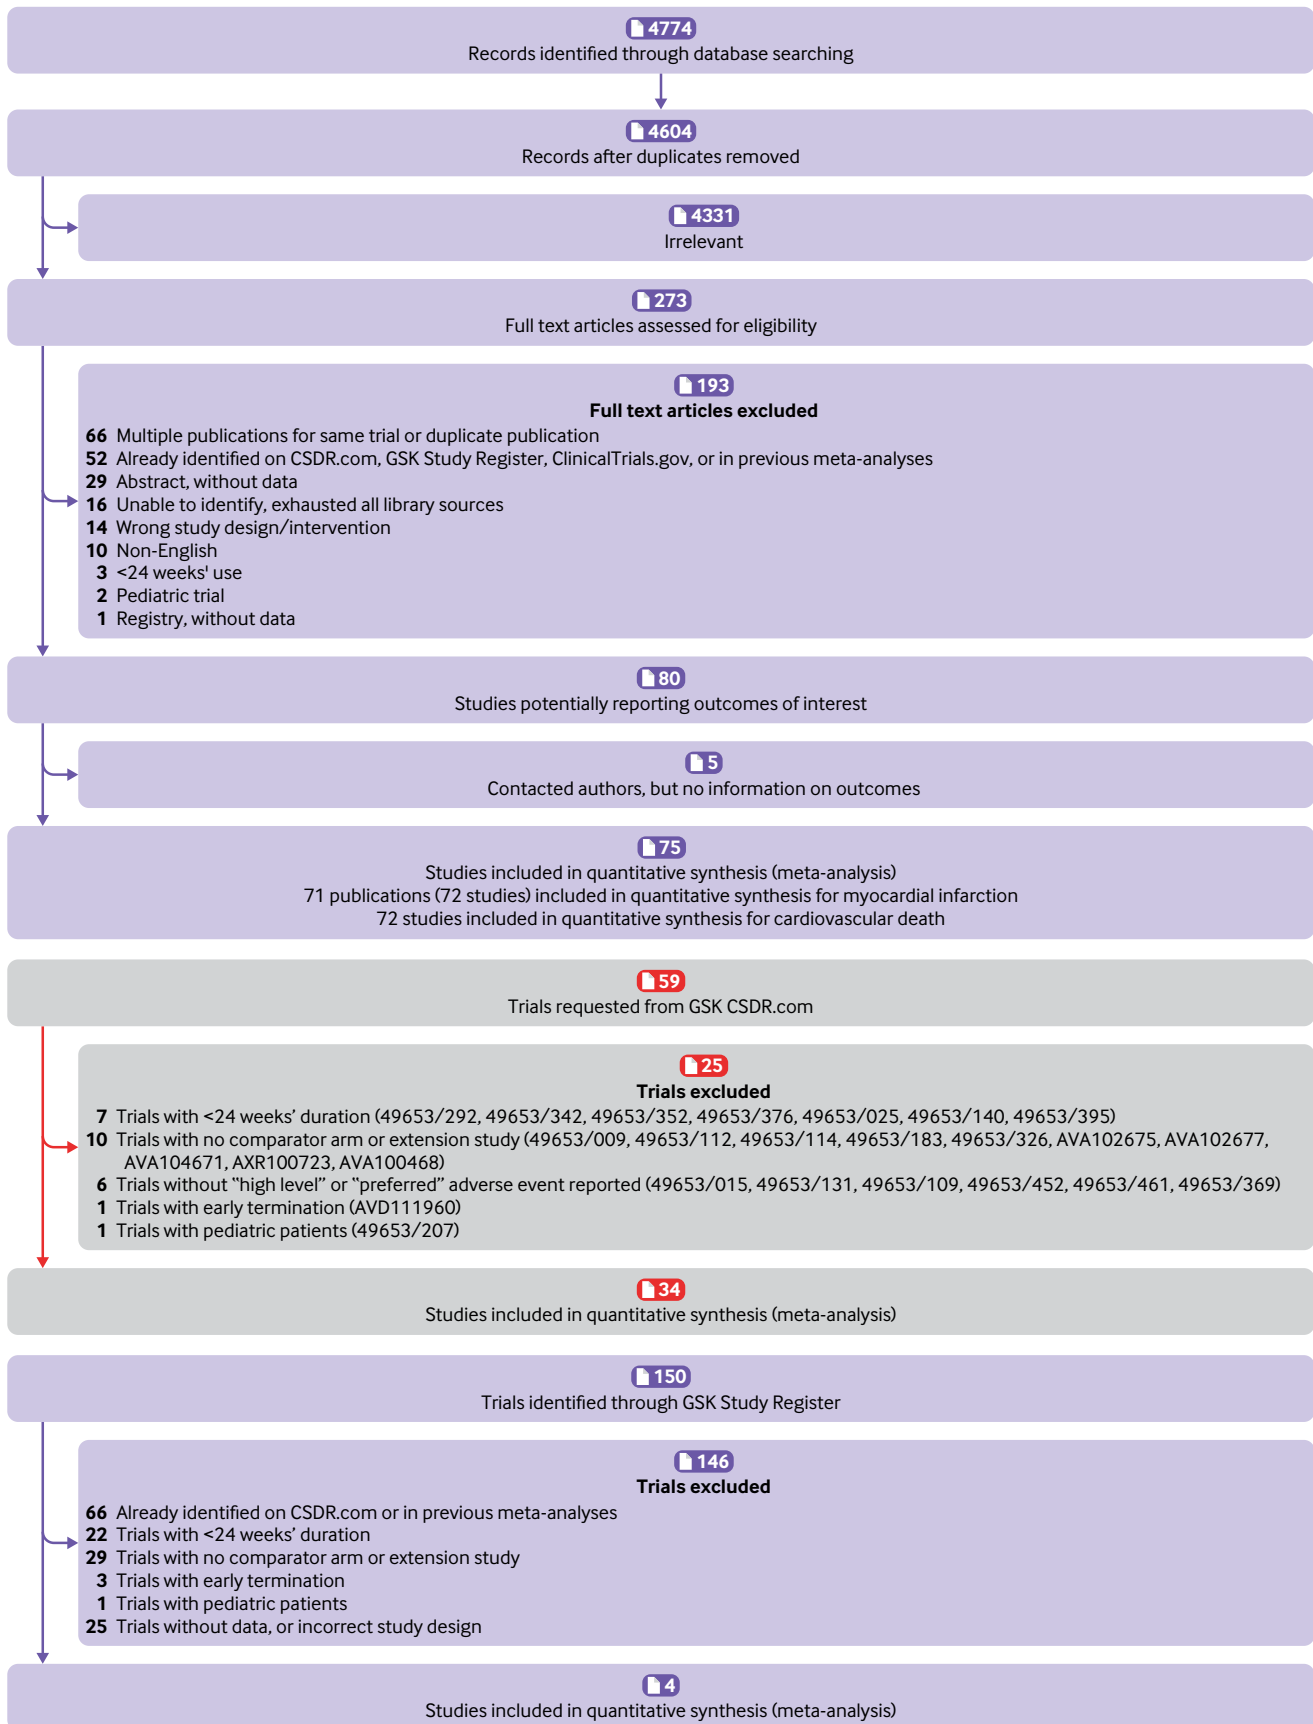 4774
Records identified through database searching
4604
Records after duplicates removed
4331
Irrelevant
273
Full text articles assessed for eligibility
193
Full text articles excluded
66 Multiple publications for same trial or duplicate publication
52 Already identified on CSDR.com, GSK Study Register, ClinicalTrials.gov, or in previous meta-analyses
29 Abstract, without data
16 Unable to identify, exhausted all library sources
14 Wrong study design/intervention
10 Non-English
3 <24 weeks' use
2 Pediatric trial
1 Registry, without data
80
Studies potentially reporting outcomes of interest
5
Contacted authors, but no information on outcomes
75
Studies included in quantitative synthesis (meta-analysis)
71 publications (72 studies) included in quantitative synthesis for myocardial infarction
72 studies included in quantitative synthesis for cardiovascular death
59
Trials requested from GSK CSDR.com
25
Trials excluded
7 Trials with <24 weeks’ duration (49653/292, 49653/342, 49653/352, 49653/376, 49653/025, 49653/140, 49653/395)
10 Trials with no comparator arm or extension study (49653/009, 49653/112, 49653/114, 49653/183, 49653/326, AVA102675, AVA102677,
AVA104671, AXR100723, AVA100468)
6 Trials without “high level” or “preferred” adverse event reported (49653/015, 49653/131, 49653/109, 49653/452, 49653/461, 49653/369)
1 Trials with early termination (AVD111960)
1 Trials with pediatric patients (49653/207)
34
Studies included in quantitative synthesis (meta-analysis)
150
Trials identified through GSK Study Register
146
Trials excluded
66 Already identified on CSDR.com or in previous meta-analyses
22 Trials with <24 weeks’ duration
29 Trials with no comparator arm or extension study
3 Trials with early termination
1 Trials with pediatric patients
25 Trials without data, or incorrect study design
4
Studies included in quantitative synthesis (meta-analysis)